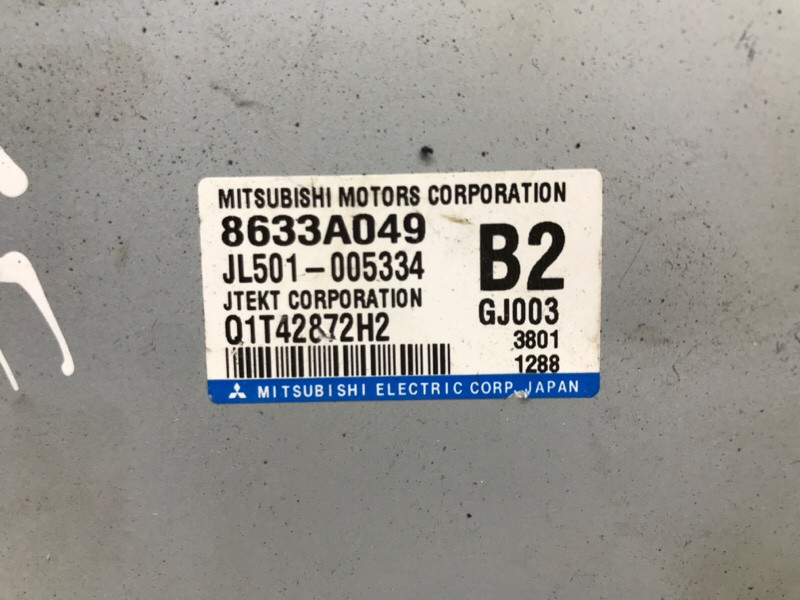 MITSUBISHI MOTORS CORPORATION
8633A049
JL501-005334
JTEKT CORPORATION
Q1T42872H2
B2
GJ003
3801
1288
MITSUBISHI ELECTRIC CORP. JAPAN